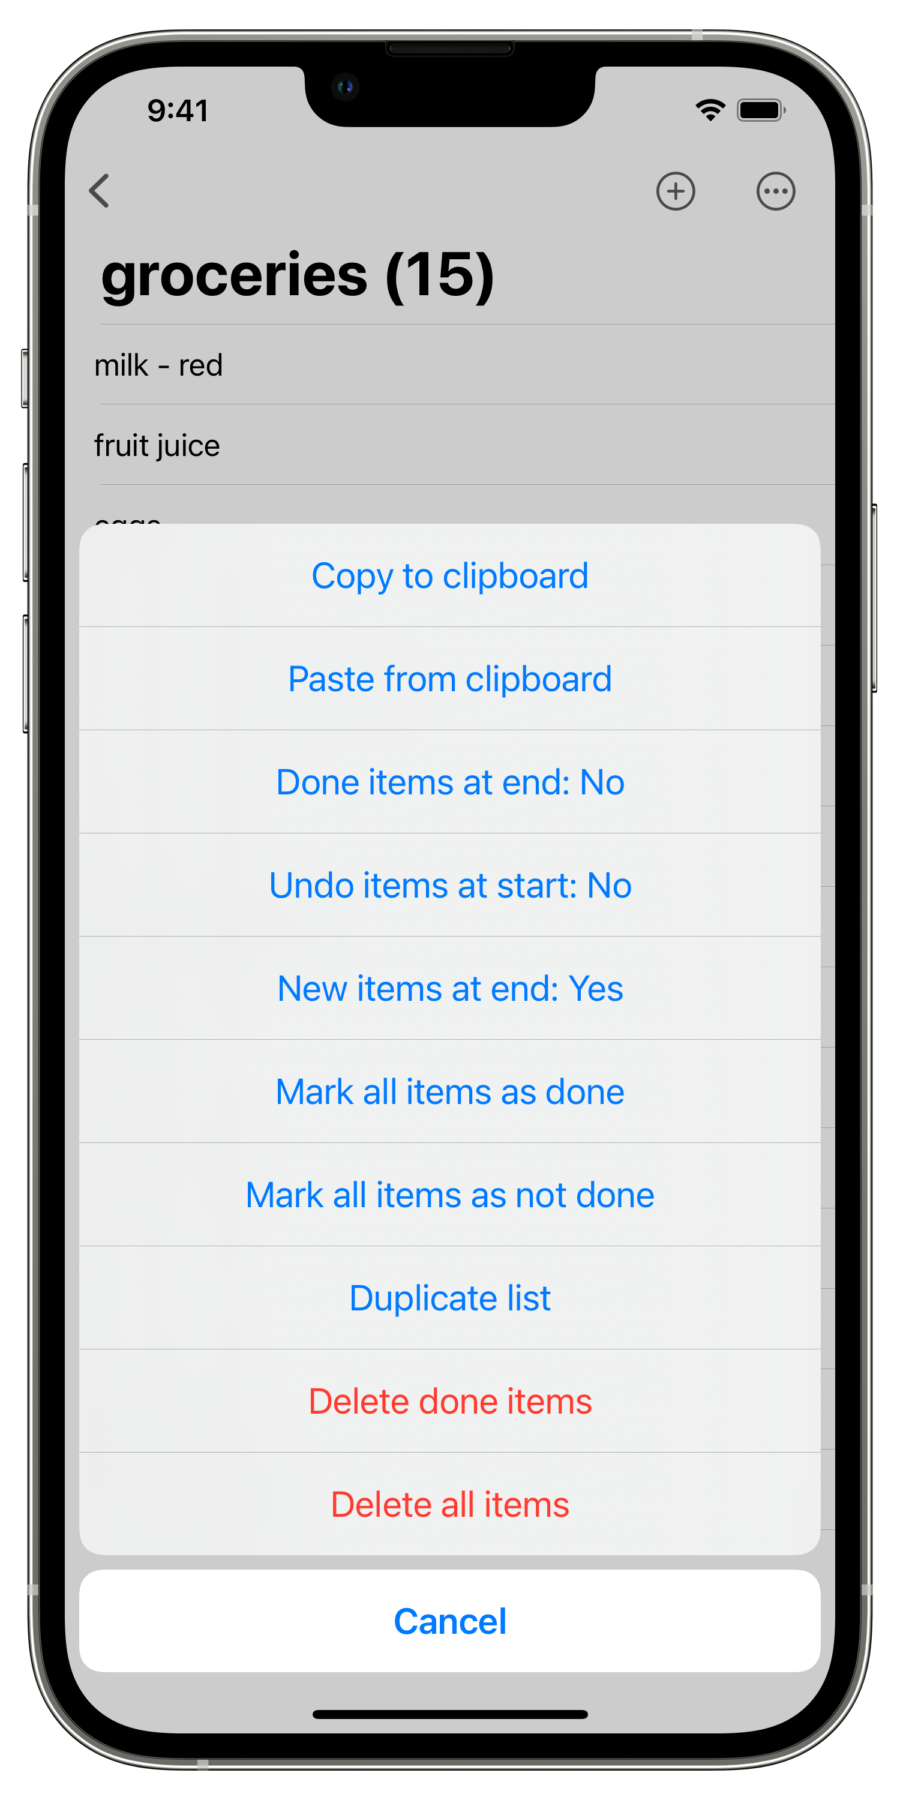 9:41
groceries (15)
milk - red
fruit juice
eggs
Copy to clipboard
Paste from clipboard
Done items at end: No
Undo items at start: No
New items at end: Yes
Mark all items as done
Mark all items as not done
Duplicate list
Delete done items
Delete all items
Cancel